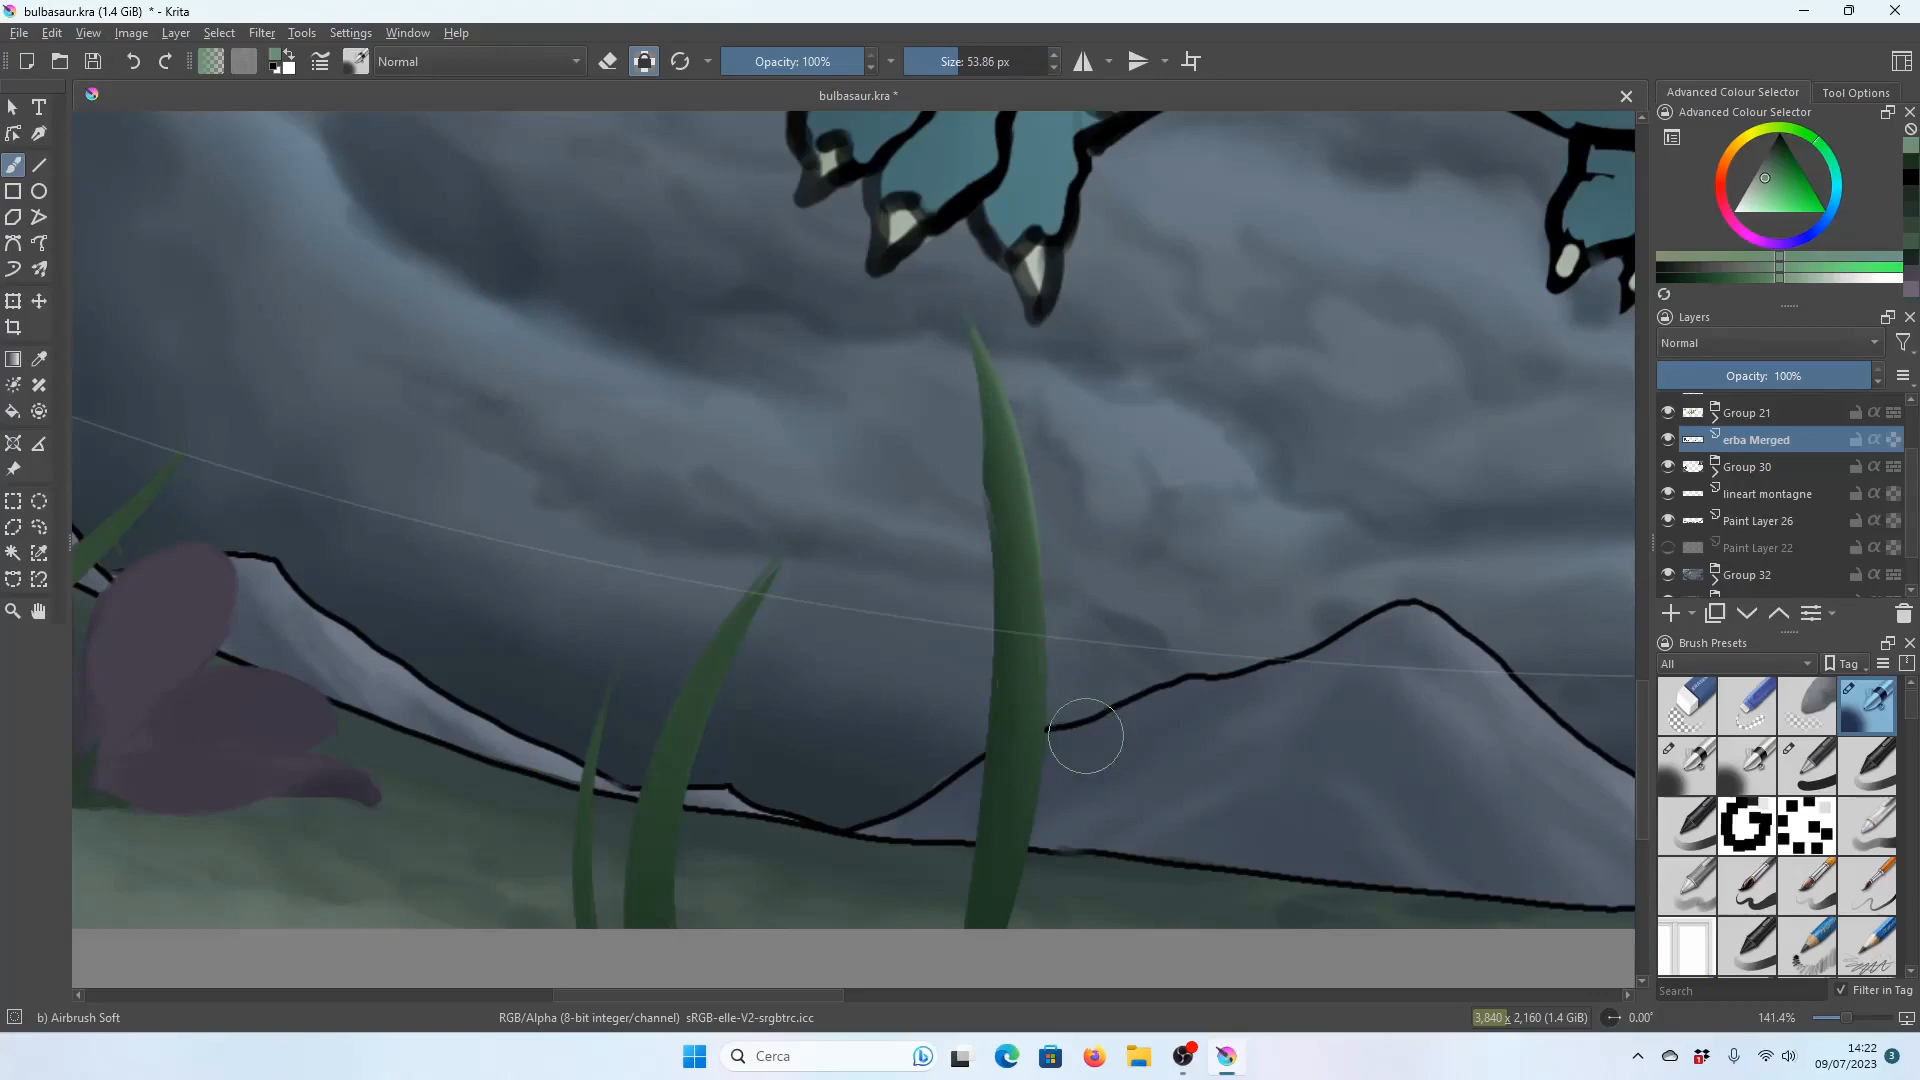 bulbasaur.kra (1.4 GiB) * - Krita
File Edit View Image Layer Select Filter Tools Settings Window Help
Normal Opacity: 100% Size: 53.86 px
bulbasaur.kra *
Advanced Colour Selector Tool Options
Advanced Colour Selector
Layers
Normal
Opacity: 100%
Group 21
erba Merged
Group 30
lineart montagne
Paint Layer 26
Paint Layer 22
Group 32
Brush Presets
All Tag
Search Filter in Tag
b) Airbrush Soft RGB/Alpha (8-bit integer/channel) sRGB-elle-V2-srgbtrc.icc 3,840 x 2,160 (1.4 GiB) 0.00° 141.4%
Cerca
14:22
09/07/2023
1
3